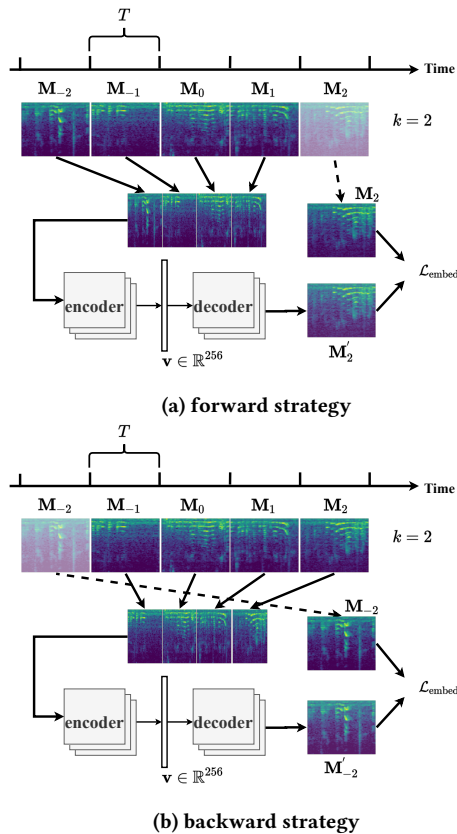 T
Time
M₋₂ M₋₁ M₀ M₁ M₂
k = 2
M₂
encoder decoder
ℒembed
v ∈ ℝ²⁵⁶
M′₂
(a) forward strategy
T
Time
M₋₂ M₋₁ M₀ M₁ M₂
k = 2
M₋₂
encoder decoder
ℒembed
v ∈ ℝ²⁵⁶
M′₋₂
(b) backward strategy